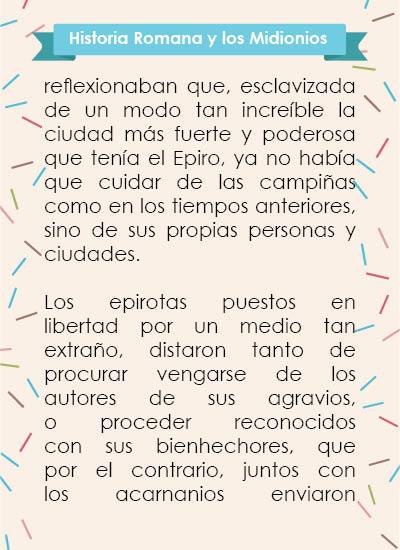 Historia Romana y los Midionios
reflexionaban que, esclavizada
de un modo tan increíble la
ciudad más fuerte y poderosa
que tenía el Epiro, ya no había
que cuidar de las campiñas
como en los tiempos anteriores,
sino de sus propias personas y
ciudades.
Los epirotas puestos en
libertad por un medio tan
extraño, distaron tanto de
procurar vengarse de los
autores de sus agravios,
o proceder reconocidos
con sus bienhechores, que
por el contrario, juntos con
los acarnanios enviaron